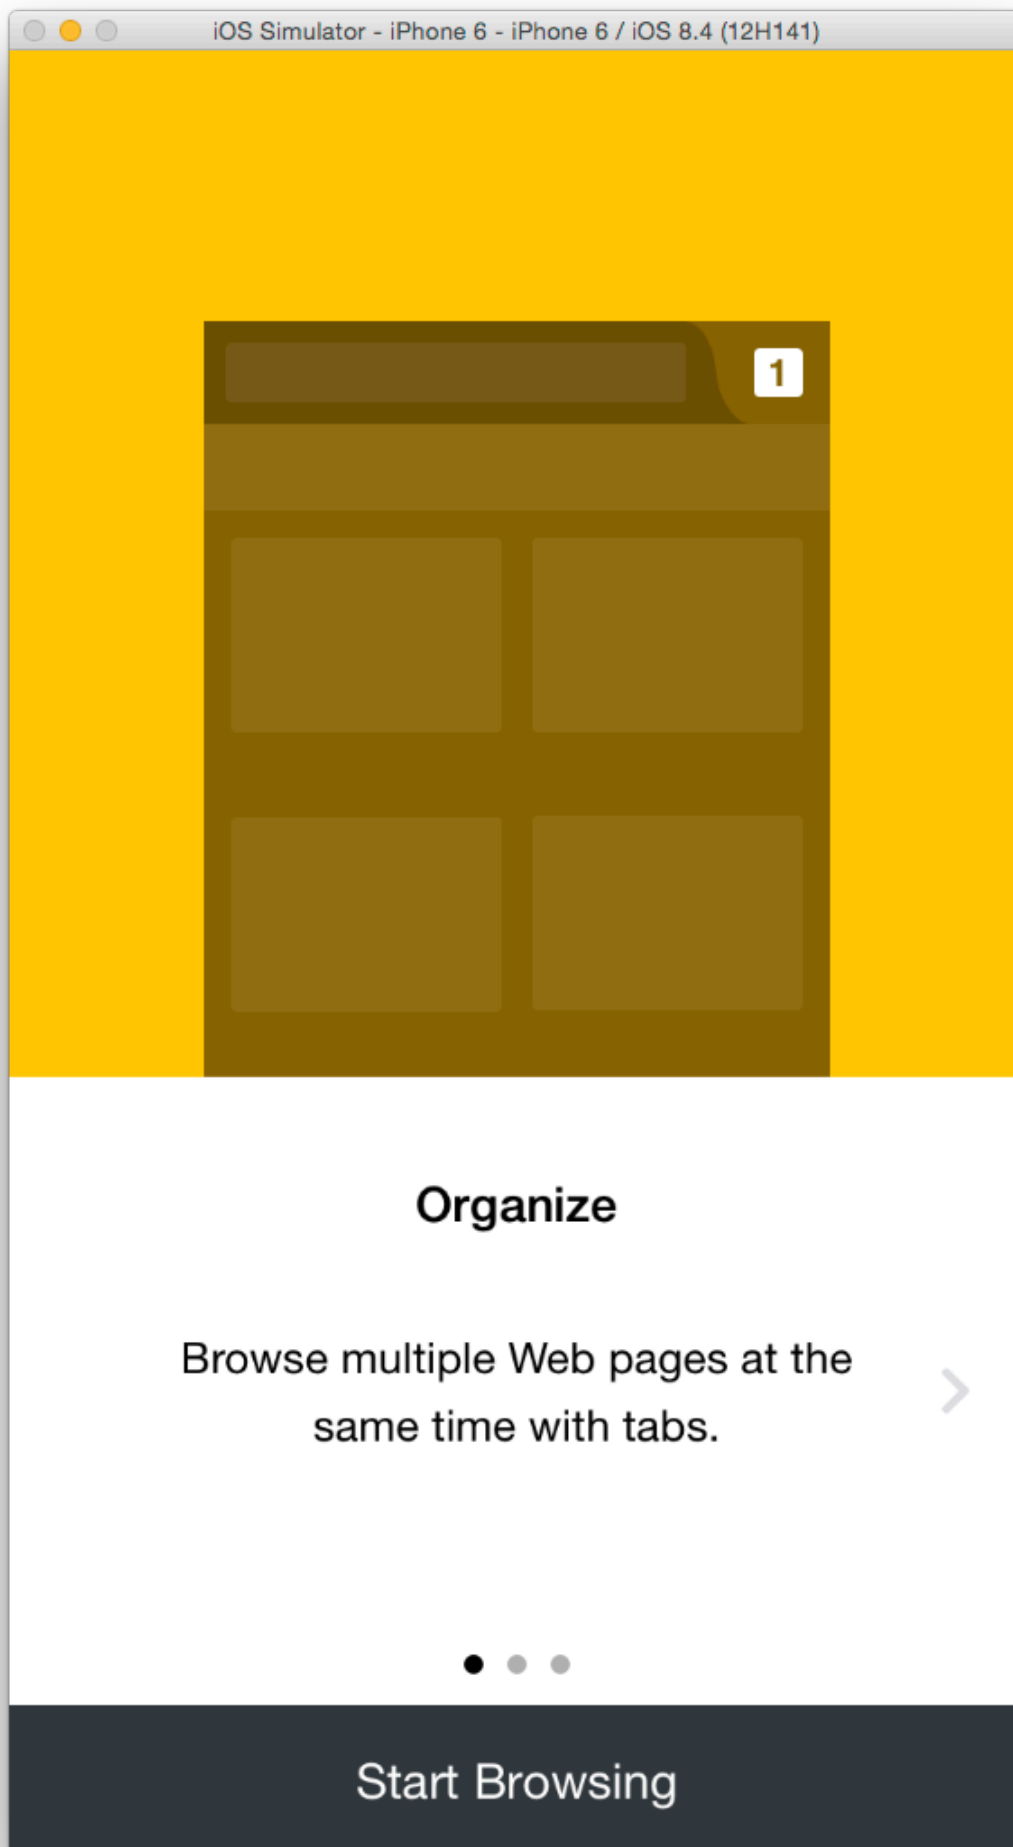 iOS Simulator - iPhone 6 - iPhone 6 / iOS 8.4 (12H141)
1
Organize
Browse multiple Web pages at the
same time with tabs.
Start Browsing